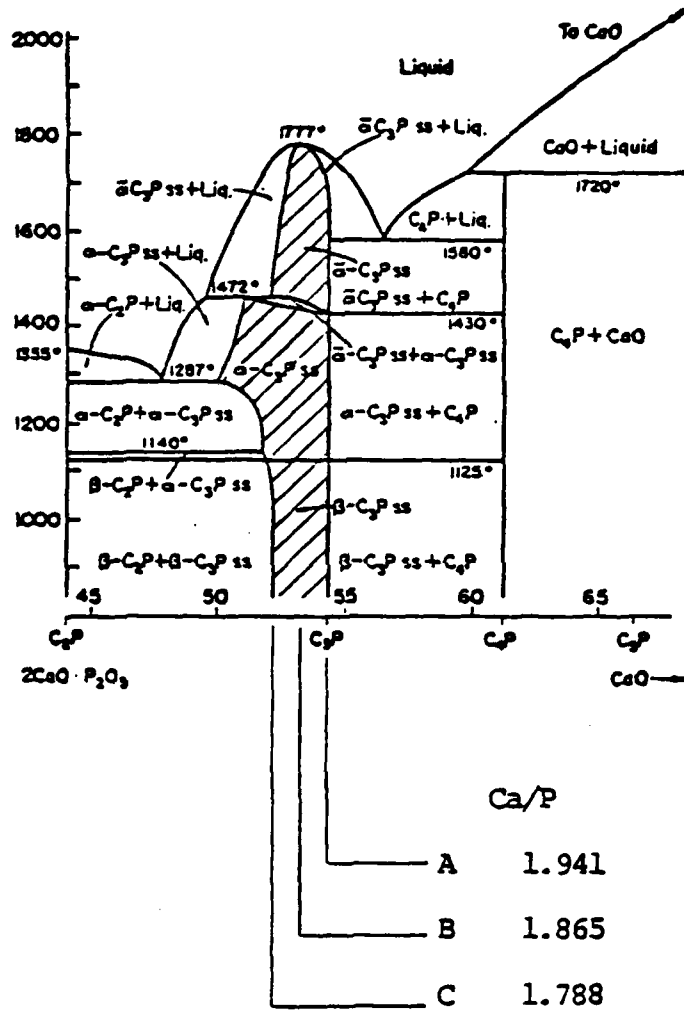 2000
To CaO
Liquid
1777°
ᾱC₃P ss + Liq.
1800
CaO + Liquid
1720°
ᾱC₃P ss + Liq.
1600
C₄P + Liq.
α-C₃P ss + Liq.
ᾱ-C₃P ss
1580°
1472°
ᾱC₃P ss + C₄P
α-C₂P + Liq.
1430°
1400
1355°
ᾱ-C₃P ss + α-C₃P ss
C₄P + CaO
1287°
α-C₃P ss
1200
α-C₂P + α-C₃P ss
α-C₃P ss + C₄P
1140°
1125°
β-C₂P + α-C₃P ss
β-C₃P ss
1000
β-C₂P + β-C₃P ss
β-C₃P ss + C₄P
45 50 55 60 65
C₂P C₃P C₄P C₅P
2CaO · P₂O₅
CaO →
Ca/P
A 1.941
B 1.865
C 1.788